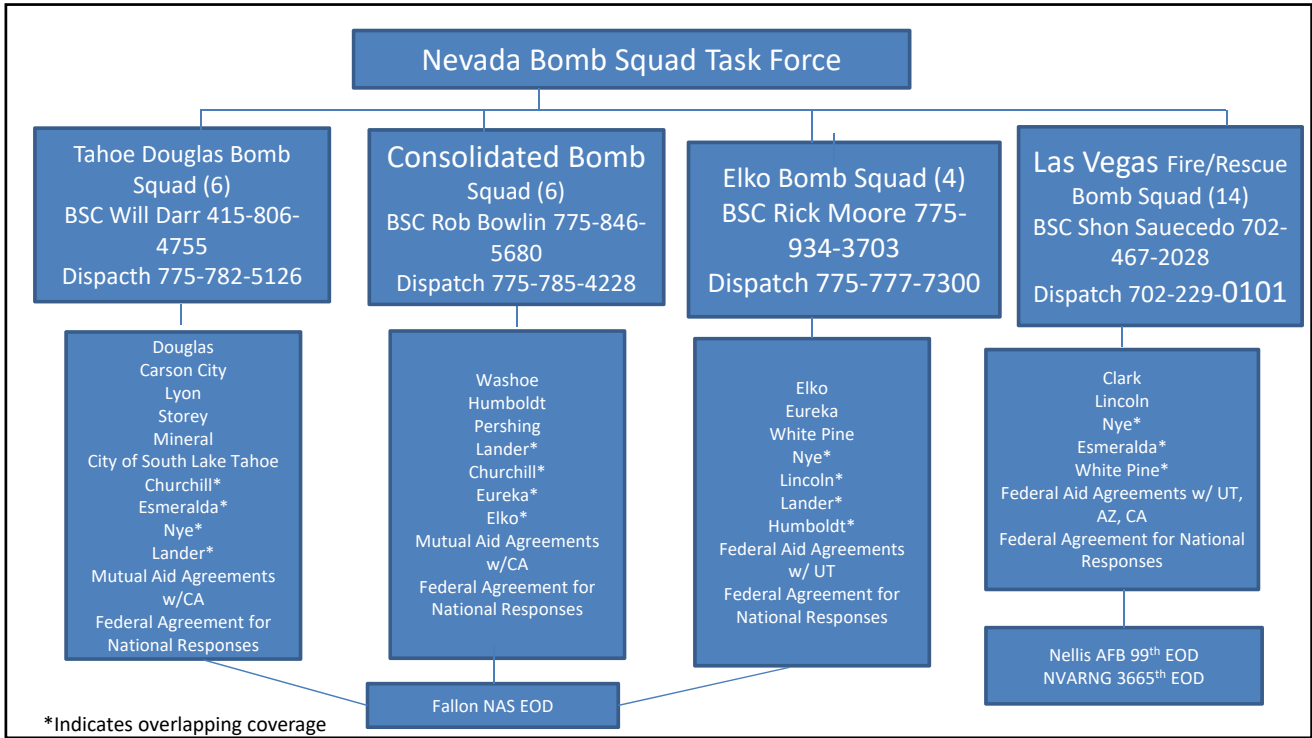 Nevada Bomb Squad Task Force
Tahoe Douglas Bomb
Squad (6)
BSC Will Darr 415-806-
4755
Dispacth 775-782-5126
Consolidated Bomb
Squad (6)
BSC Rob Bowlin 775-846-
5680
Dispatch 775-785-4228
Elko Bomb Squad (4)
BSC Rick Moore 775-
934-3703
Dispatch 775-777-7300
Las Vegas Fire/Rescue
Bomb Squad (14)
BSC Shon Sauecedo 702-
467-2028
Dispatch 702-229-0101
Douglas
Carson City
Lyon
Storey
Mineral
City of South Lake Tahoe
Churchill*
Esmeralda*
Nye*
Lander*
Mutual Aid Agreements
w/CA
Federal Agreement for
National Responses
Washoe
Humboldt
Pershing
Lander*
Churchill*
Eureka*
Elko*
Mutual Aid Agreements
w/CA
Federal Agreement for
National Responses
Elko
Eureka
White Pine
Nye*
Lincoln*
Lander*
Humboldt*
Federal Aid Agreements
w/ UT
Federal Agreement for
National Responses
Clark
Lincoln
Nye*
Esmeralda*
White Pine*
Federal Aid Agreements w/ UT,
AZ, CA
Federal Agreement for National
Responses
Fallon NAS EOD
Nellis AFB 99th EOD
NVARNG 3665th EOD
*Indicates overlapping coverage